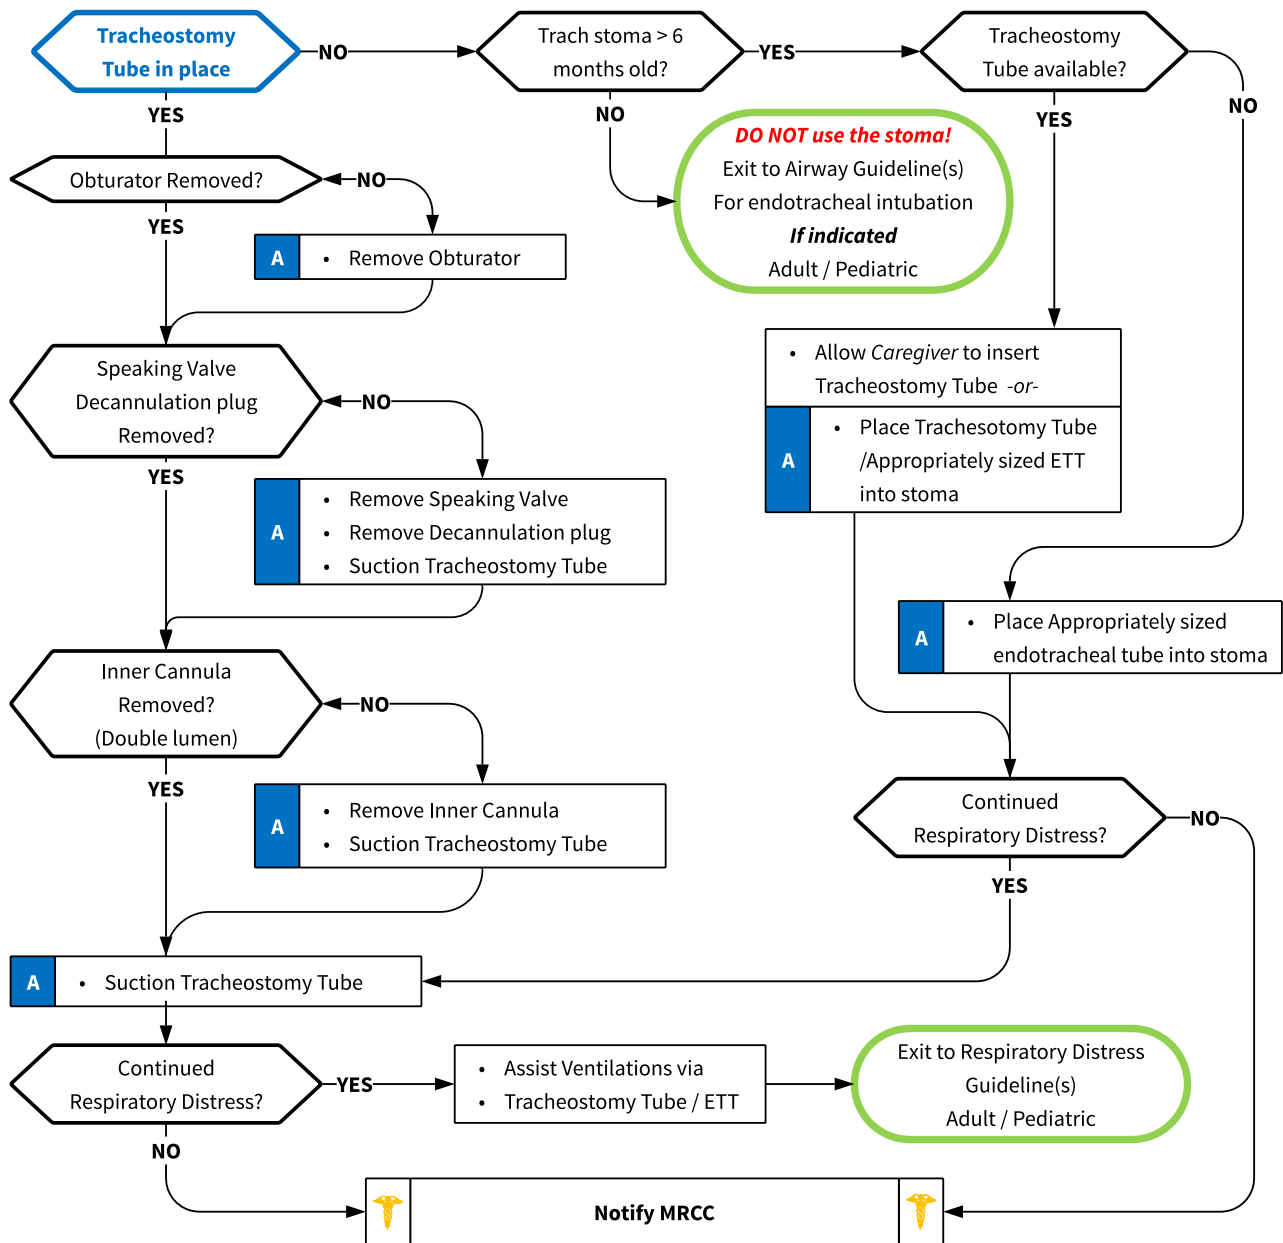 Tracheostomy
Tube in place
NO
Trach stoma > 6
months old?
YES
Tracheostomy
Tube available?
NO
YES
NO
YES
DO NOT use the stoma!
Exit to Airway Guideline(s)
For endotracheal intubation
If indicated
Adult / Pediatric
Obturator Removed?
NO
YES
A
• Remove Obturator
• Allow Caregiver to insert
Tracheostomy Tube -or-
A
• Place Trachesotomy Tube
/Appropriately sized ETT
into stoma
Speaking Valve
Decannulation plug
Removed?
NO
YES
A
• Remove Speaking Valve
• Remove Decannulation plug
• Suction Tracheostomy Tube
A
• Place Appropriately sized
endotracheal tube into stoma
Inner Cannula
Removed?
(Double lumen)
NO
YES
A
• Remove Inner Cannula
• Suction Tracheostomy Tube
Continued
Respiratory Distress?
NO
YES
A
• Suction Tracheostomy Tube
Continued
Respiratory Distress?
YES
• Assist Ventilations via
• Tracheostomy Tube / ETT
Exit to Respiratory Distress
Guideline(s)
Adult / Pediatric
NO
Notify MRCC